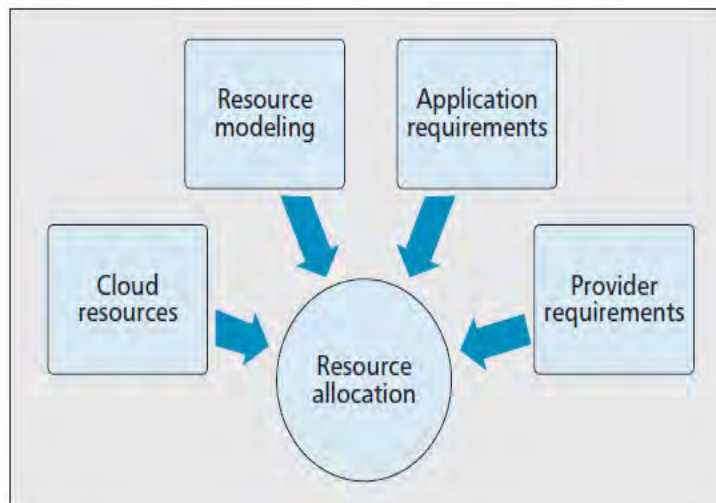 Resource
modeling
Application
requirements
Cloud
resources
Provider
requirements
Resource
allocation